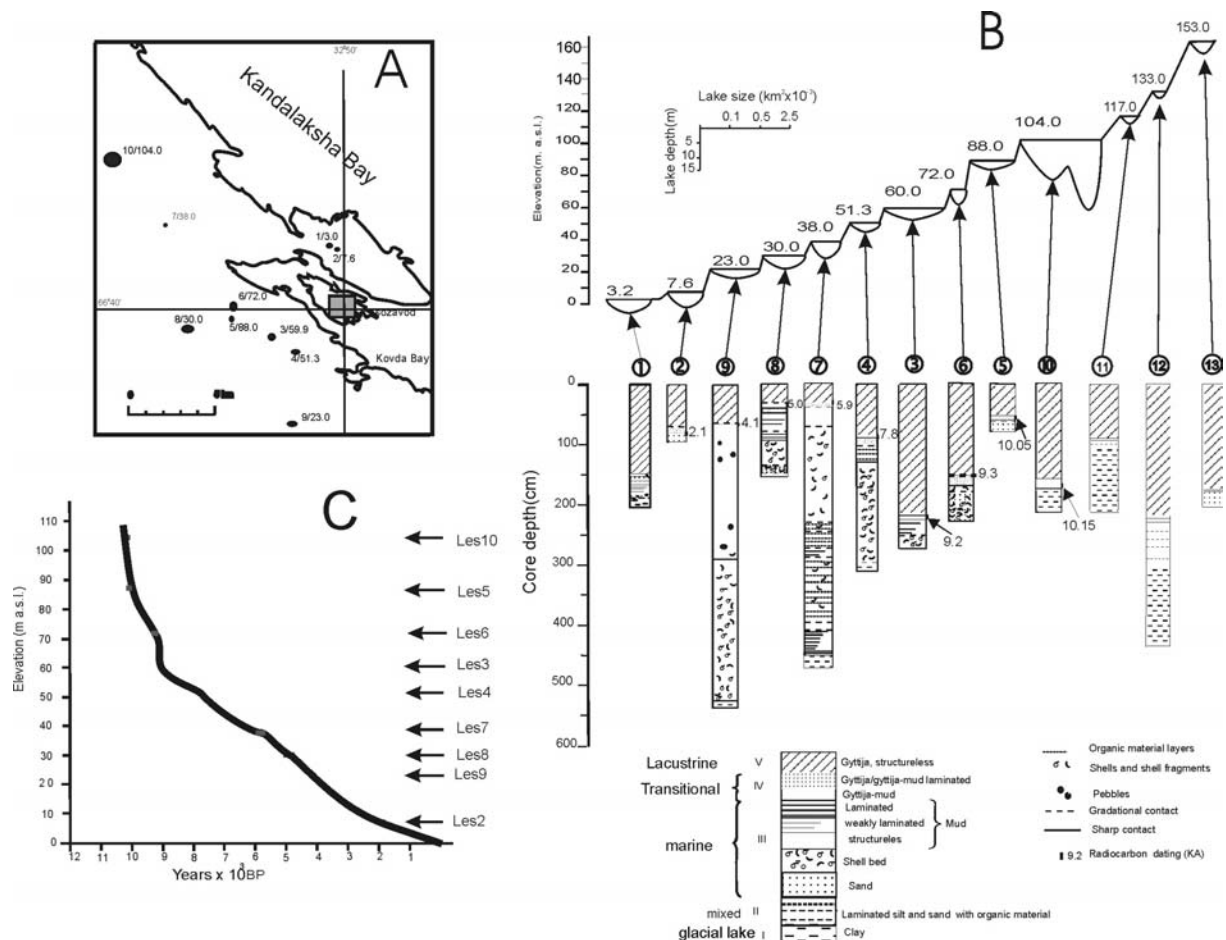 A
32°50'
Kandalaksha Bay
10/104.0
7/38.0
1/3.0
2/7.6
66°40'
6/72.0
5/88.0
8/30.0
3/59.9
4/51.3
Kovda Bay
9/23.0
B
Elevation(m. a.s.l.)
160
150
130
120
100
80
60
40
20
0
Lake size (km²x10⁻²)
0.1 0.5 2.5
Lake depth(m)
5
10
15
3.2
7.6
23.0
30.0
38.0
51.3
60.0
72.0
88.0
104.0
117.0
133.0
153.0
① ② ⑨ ⑧ ⑦ ④ ③ ⑥ ⑤ ⑩ ⑪ ⑫ ⑬
Core depth(cm)
0
100
200
300
400
500
600
2.1
4.1
5.0
5.9
7.8
9.2
9.3
10.05
10.15
C
Elevation (m a.s.l.)
110
100
90
80
70
60
50
40
30
20
10
0
12 11 10 9 8 7 6 5 4 3 2 1
Years x 10³BP
Les10
Les5
Les6
Les3
Les4
Les7
Les8
Les9
Les2
Lacustrine V Gyttija, structureless
Transitional IV Gyttija/gyttija-mud laminated
Gyttija-mud
marine III
Laminated
weakly laminated
structureles
Mud
Shell bed
Sand
mixed II Laminated silt and sand with organic material
glacial lake I Clay
Organic material layers
Shells and shell fragments
Pebbles
Gradational contact
Sharp contact
9.2 Radiocarbon dating (KA)